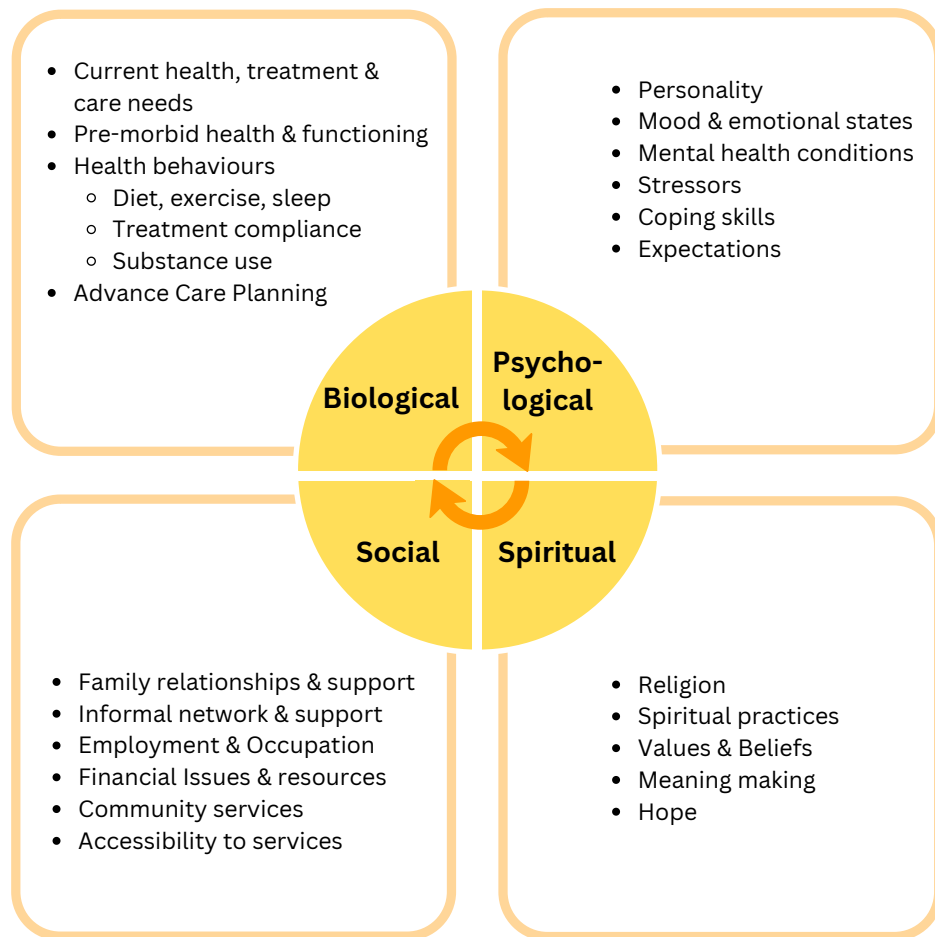 Current health, treatment &
care needs
Pre-morbid health & functioning
Health behaviours
Diet, exercise, sleep
Treatment compliance
Substance use
Advance Care Planning
Personality
Mood & emotional states
Mental health conditions
Stressors
Coping skills
Expectations
Biological
Psycho-
logical
Social
Spiritual
Family relationships & support
Informal network & support
Employment & Occupation
Financial Issues & resources
Community services
Accessibility to services
Religion
Spiritual practices
Values & Beliefs
Meaning making
Hope